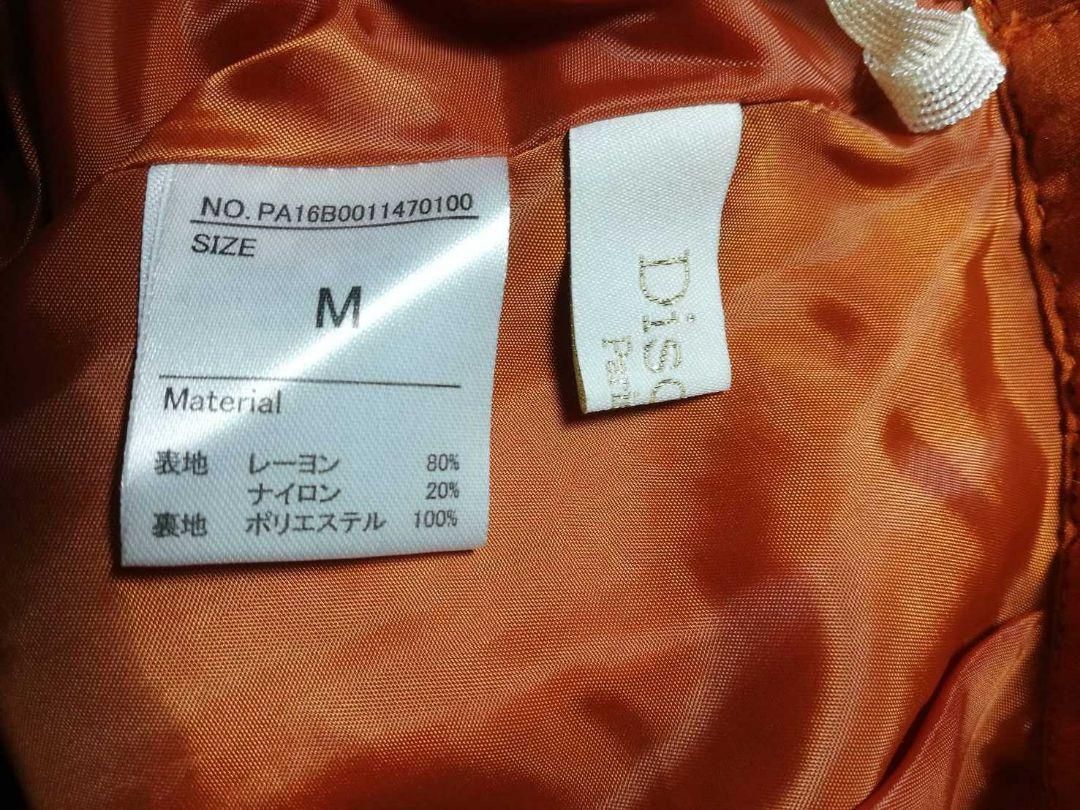 NO. PA16B0011470100
SIZE
M
Material
表地 レーヨン 80%
ナイロン 20%
裏地 ポリエステル 100%